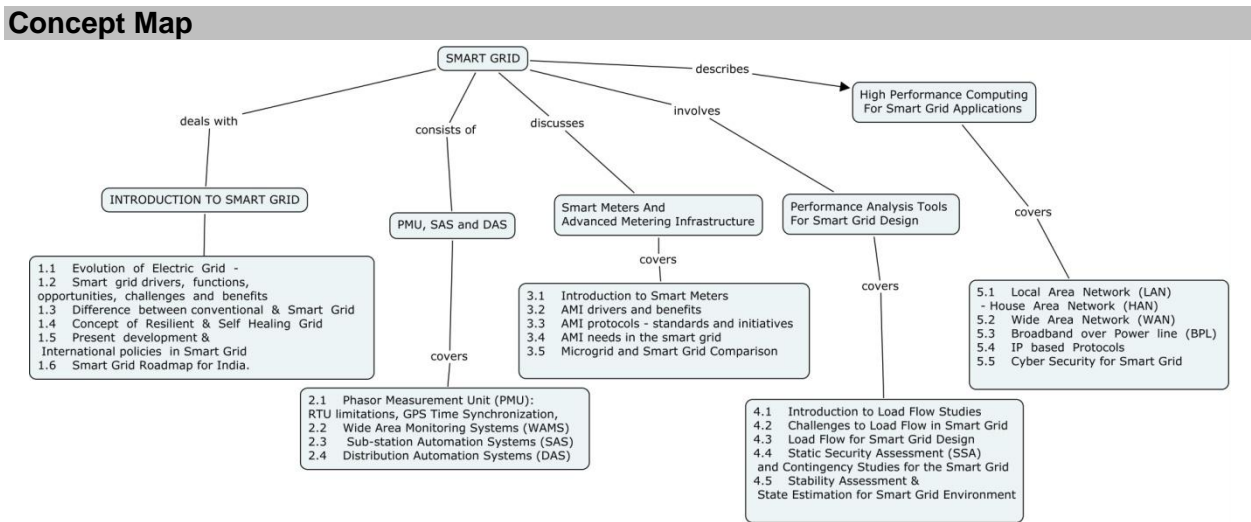 Concept Map
SMART GRID
describes
High Performance Computing
For Smart Grid Applications
deals with
consists of
discusses
involves
INTRODUCTION TO SMART GRID
PMU, SAS and DAS
Smart Meters And
Advanced Metering Infrastructure
Performance Analysis Tools
For Smart Grid Design
covers
covers
covers
covers
1.1 Evolution of Electric Grid -
1.2 Smart grid drivers, functions,
opportunities, challenges and benefits
1.3 Difference between conventional & Smart Grid
1.4 Concept of Resilient & Self Healing Grid
1.5 Present development &
International policies in Smart Grid
1.6 Smart Grid Roadmap for India.
2.1 Phasor Measurement Unit (PMU):
RTU limitations, GPS Time Synchronization,
2.2 Wide Area Monitoring Systems (WAMS)
2.3 Sub-station Automation Systems (SAS)
2.4 Distribution Automation Systems (DAS)
3.1 Introduction to Smart Meters
3.2 AMI drivers and benefits
3.3 AMI protocols - standards and initiatives
3.4 AMI needs in the smart grid
3.5 Microgrid and Smart Grid Comparison
4.1 Introduction to Load Flow Studies
4.2 Challenges to Load Flow in Smart Grid
4.3 Load Flow for Smart Grid Design
4.4 Static Security Assessment (SSA)
and Contingency Studies for the Smart Grid
4.5 Stability Assessment &
State Estimation for Smart Grid Environment
5.1 Local Area Network (LAN)
- House Area Network (HAN)
5.2 Wide Area Network (WAN)
5.3 Broadband over Power line (BPL)
5.4 IP based Protocols
5.5 Cyber Security for Smart Grid